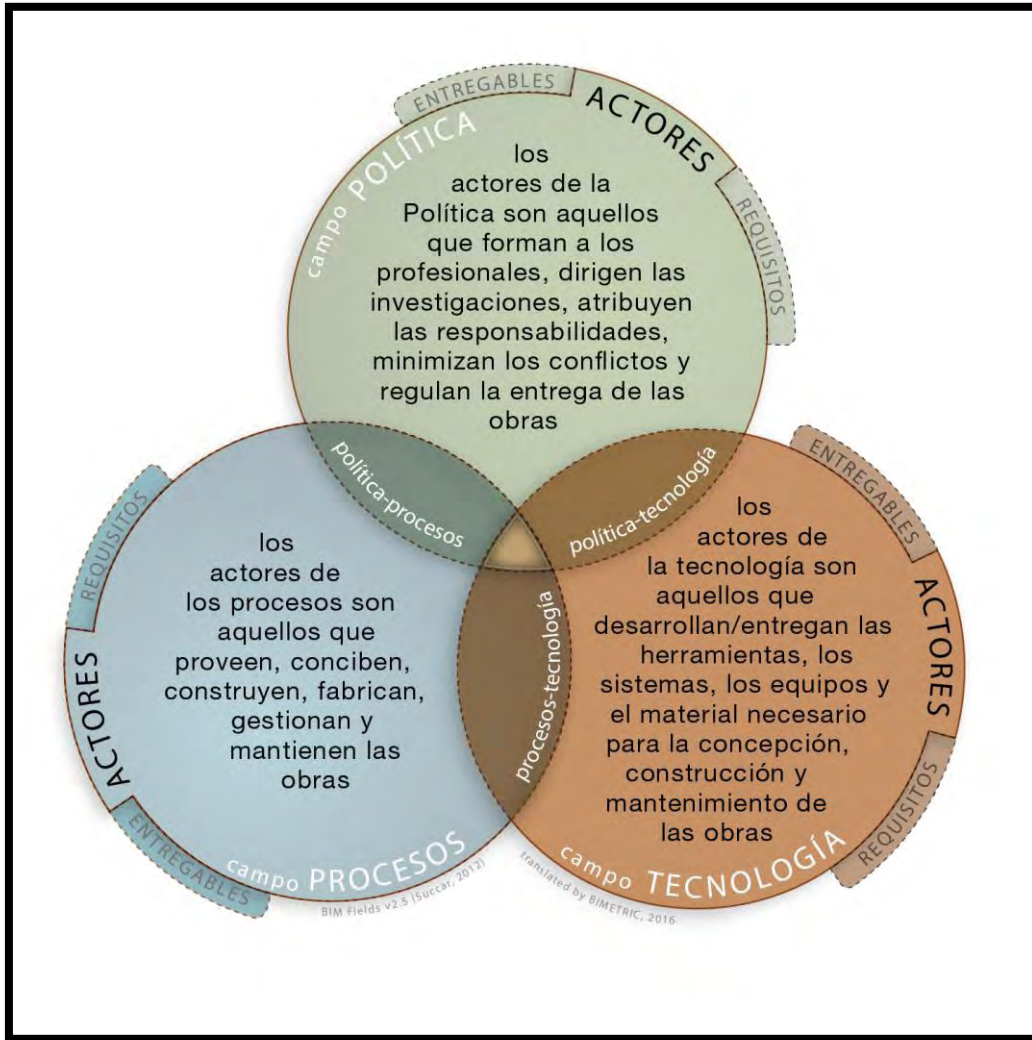 ENTREGABLES
ACTORES
REQUISITOS
campo POLÍTICA
los
actores de la
Política son aquellos
que forman a los
profesionales, dirigen las
investigaciones, atribuyen
las responsabilidades,
minimizan los conflictos y
regulan la entrega de las
obras
política-procesos
política-tecnología
procesos-tecnología
REQUISITOS
ACTORES
ENTREGABLES
los
actores de
los procesos son
aquellos que
proveen, conciben,
construyen, fabrican,
gestionan y
mantienen las
obras
campo PROCESOS
BIM Fields v2.5 (Succar, 2012)
ENTREGABLES
ACTORES
REQUISITOS
los
actores de
la tecnología son
aquellos que
desarrollan/entregan las
herramientas, los
sistemas, los equipos y
el material necesario
para la concepción,
construcción y
mantenimiento de
las obras
campo TECNOLOGÍA
translated by BIMETRIC, 2016